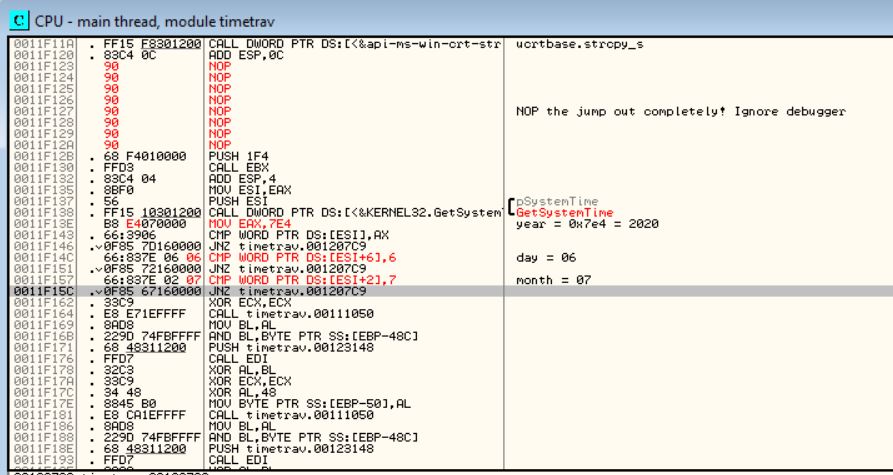 C CPU - main thread, module timetrav
0011F11A . FF15 F8301200 CALL DWORD PTR DS:[<&api-ms-win-crt-str ucrtbase.strcpy_s
0011F120 . 83C4 0C ADD ESP,0C
0011F123 90 NOP
0011F124 90 NOP
0011F125 90 NOP
0011F126 90 NOP
0011F127 90 NOP NOP the jump out completely! Ignore debugger
0011F128 90 NOP
0011F129 90 NOP
0011F12A 90 NOP
0011F12B . 68 F4010000 PUSH 1F4
0011F130 . FFD3 CALL EBX
0011F132 . 83C4 04 ADD ESP,4
0011F135 . 8BF0 MOV ESI,EAX
0011F137 . 56 PUSH ESI pSystemTime
0011F138 . FF15 10301200 CALL DWORD PTR DS:[<&KERNEL32.GetSystem GetSystemTime
0011F13E B8 E4070000 MOV EAX,7E4 year = 0x7e4 = 2020
0011F143 . 66:3906 CMP WORD PTR DS:[ESI],AX
0011F146 .v0F85 7D160000 JNZ timetrav.001207C9
0011F14C 66:837E 06 06 CMP WORD PTR DS:[ESI+6],6 day = 06
0011F151 .v0F85 72160000 JNZ timetrav.001207C9
0011F157 66:837E 02 07 CMP WORD PTR DS:[ESI+2],7 month = 07
0011F15C .v0F85 67160000 JNZ timetrav.001207C9
0011F162 . 33C9 XOR ECX,ECX
0011F164 . E8 E71EFFFF CALL timetrav.00111050
0011F169 . 8AD8 MOV BL,AL
0011F16B . 229D 74FBFFFF AND BL,BYTE PTR SS:[EBP-48C]
0011F171 . 68 48311200 PUSH timetrav.00123148
0011F176 . FFD7 CALL EDI
0011F178 . 32C3 XOR AL,BL
0011F17A . 33C9 XOR ECX,ECX
0011F17C . 34 48 XOR AL,48
0011F17E . 8845 B0 MOV BYTE PTR SS:[EBP-50],AL
0011F181 . E8 CA1EFFFF CALL timetrav.00111050
0011F186 . 8AD8 MOV BL,AL
0011F188 . 229D 74FBFFFF AND BL,BYTE PTR SS:[EBP-48C]
0011F18E . 68 48311200 PUSH timetrav.00123148
0011F193 . FFD7 CALL EDI